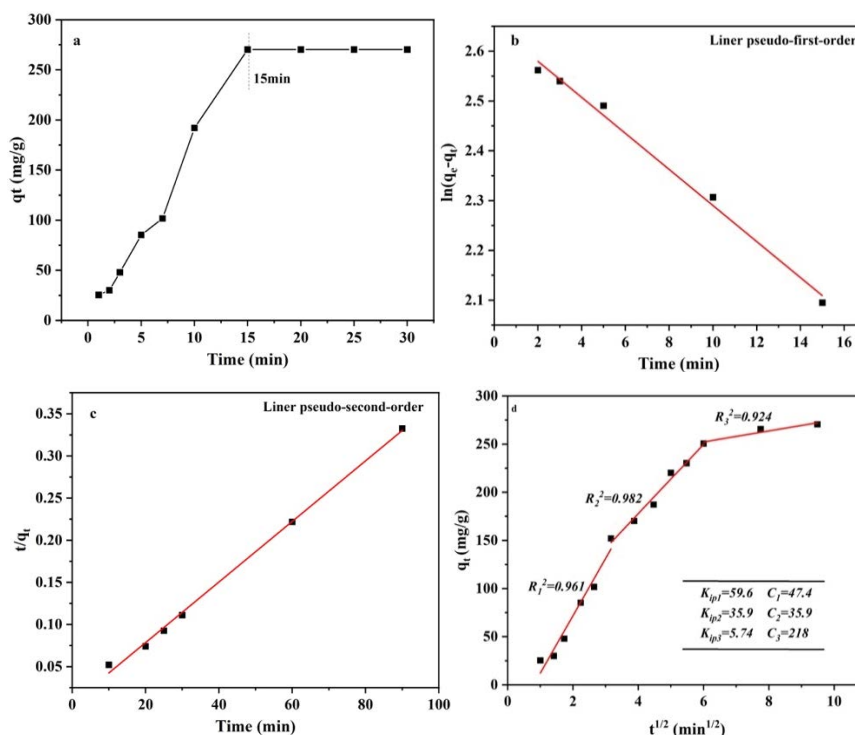 a
15min
300
250
200
150
100
50
0
qt (mg/g)
0 5 10 15 20 25 30
Time (min)
b
Liner pseudo-first-order
2.6
2.5
2.4
2.3
2.2
2.1
ln(qe-qt)
0 2 4 6 8 10 12 14 16
Time (min)
c
Liner pseudo-second-order
0.35
0.30
0.25
0.20
0.15
0.10
0.05
t/qt
0 20 40 60 80 100
Time (min)
d
300
250
200
150
100
50
0
qt (mg/g)
R3²=0.924
R2²=0.982
R1²=0.961
Kip1=59.6 C1=47.4
Kip2=35.9 C2=35.9
Kip3=5.74 C3=218
0 2 4 6 8 10
t1/2 (min1/2)